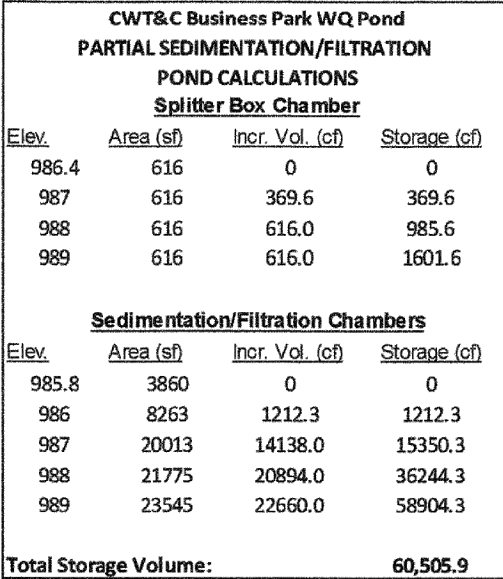 CWT&C Business Park WQ Pond
PARTIAL SEDIMENTATION/FILTRATION
POND CALCULATIONS
Splitter Box Chamber
Elev. Area (sf) Incr. Vol. (cf) Storage (cf)
986.4 616 0 0
987 616 369.6 369.6
988 616 616.0 985.6
989 616 616.0 1601.6
Sedimentation/Filtration Chambers
Elev. Area (sf) Incr. Vol. (cf) Storage (cf)
985.8 3860 0 0
986 8263 1212.3 1212.3
987 20013 14138.0 15350.3
988 21775 20894.0 36244.3
989 23545 22660.0 58904.3
Total Storage Volume: 60,505.9